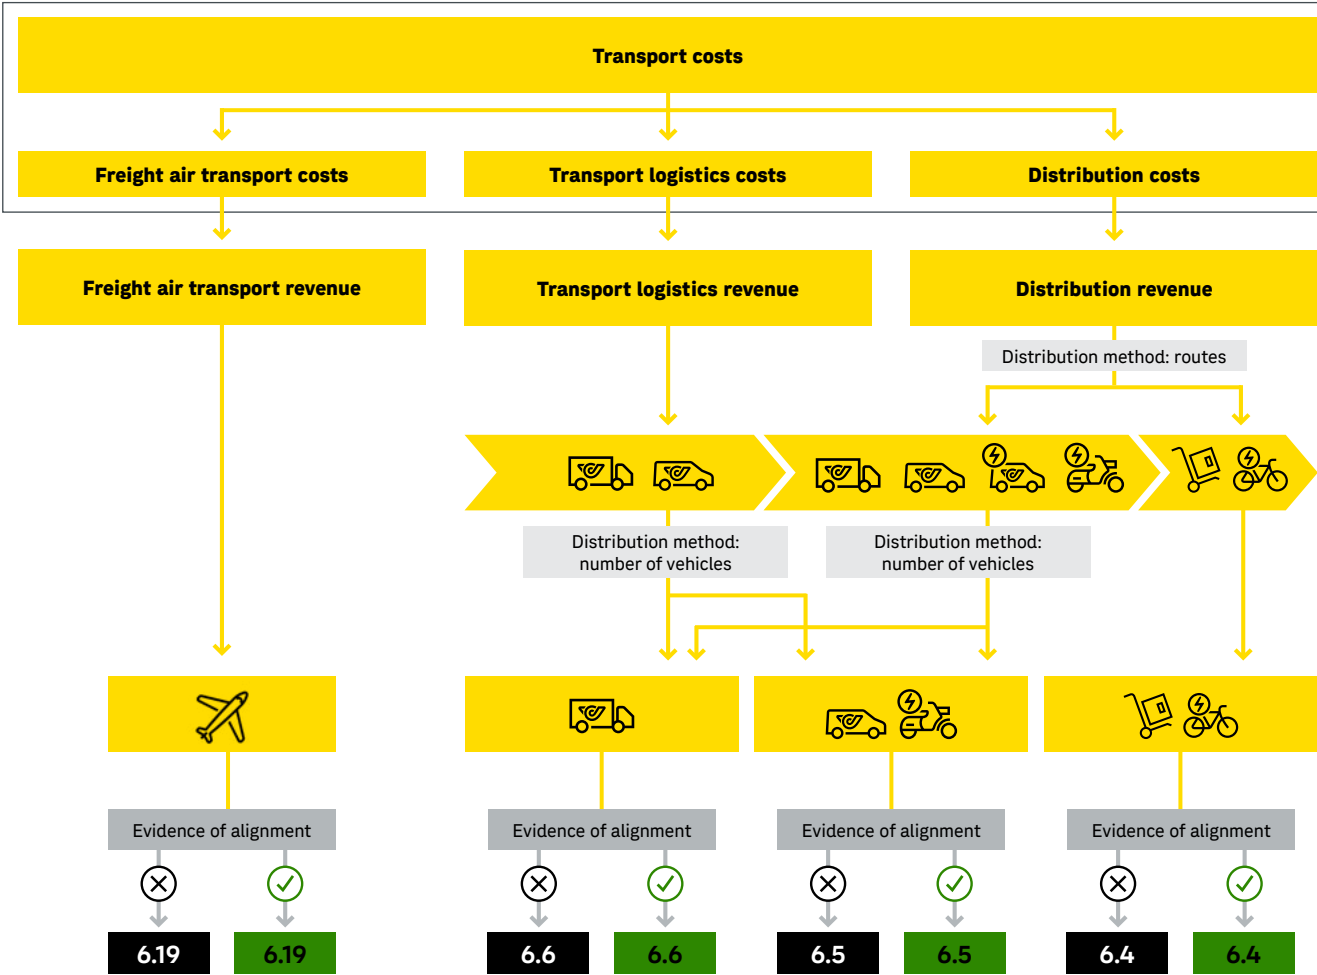 Transport costs
Freight air transport costs
Transport logistics costs
Distribution costs
Freight air transport revenue
Transport logistics revenue
Distribution revenue
Distribution method: routes
Distribution method:
number of vehicles
Distribution method:
number of vehicles
Evidence of alignment
Evidence of alignment
Evidence of alignment
Evidence of alignment
6.19
6.19
6.6
6.6
6.5
6.5
6.4
6.4